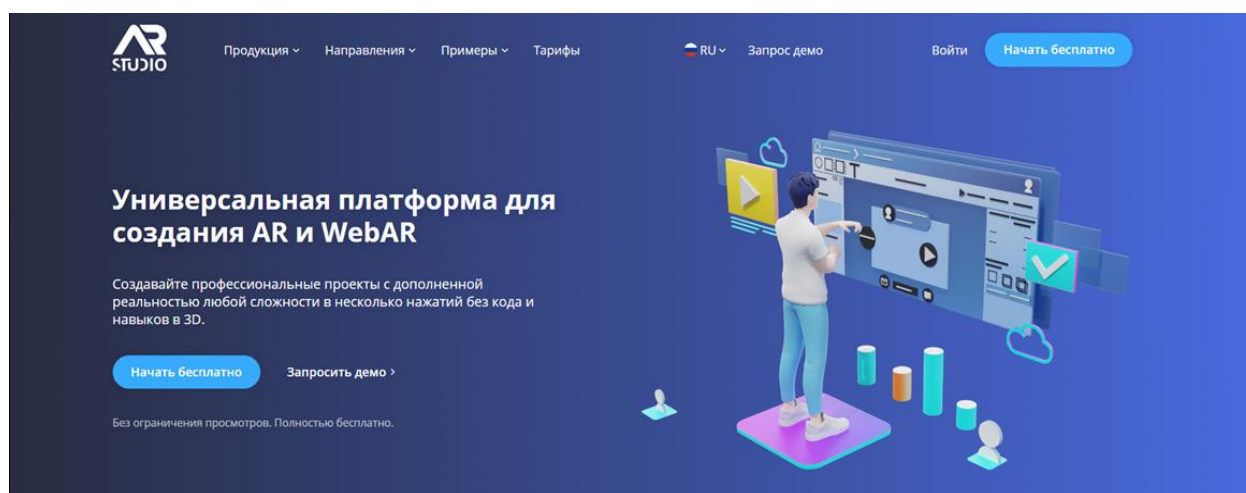 AR
STUDIO
Продукция
Направления
Примеры
Тарифы
RU
Запрос демо
Войти
Начать бесплатно
Универсальная платформа для
создания AR и WebAR
Создавайте профессиональные проекты с дополненной
реальностью любой сложности в несколько нажатий без кода и
навыков в 3D.
Начать бесплатно
Запросить демо
Без ограничения просмотров. Полностью бесплатно.
T